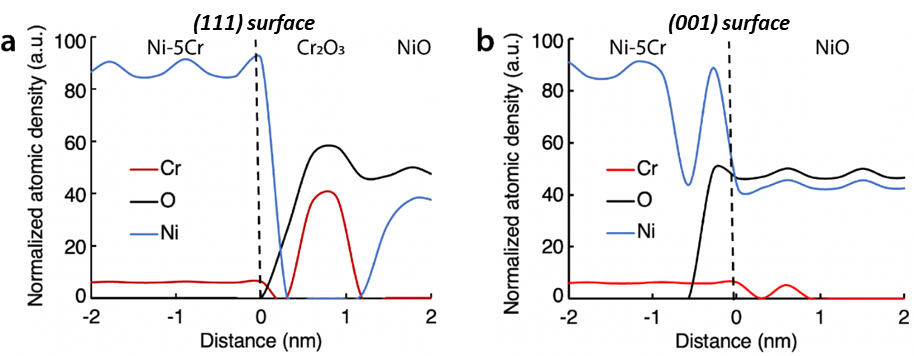 (111) surface
a
Ni-5Cr
Cr₂O₃
NiO
Normalized atomic density (a.u.)
100
80
60
40
20
0
Cr
O
Ni
-2
-1
0
1
2
Distance (nm)
(001) surface
b
Ni-5Cr
NiO
Normalized atomic density (a.u.)
100
80
60
40
20
0
Cr
O
Ni
-2
-1
0
1
2
Distance (nm)